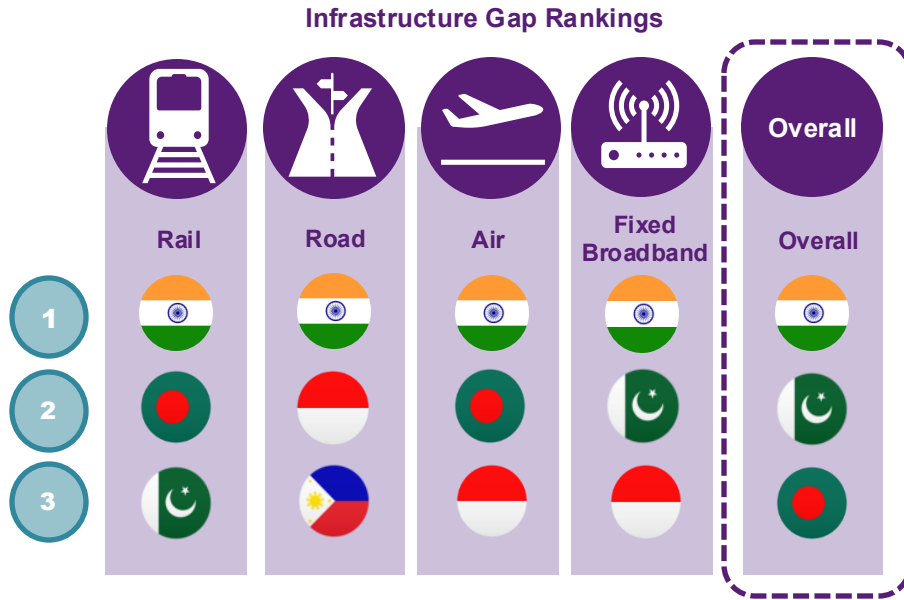 Infrastructure Gap Rankings
Overall
Rail
Road
Air
Fixed
Broadband
Overall
1
2
3